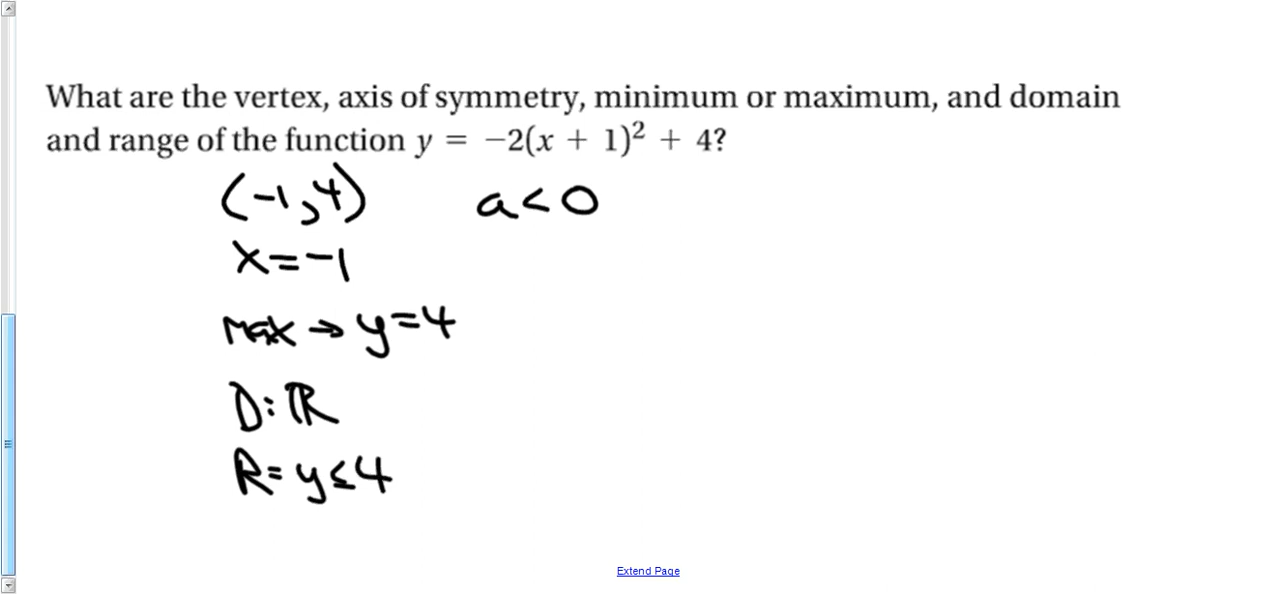 What are the vertex, axis of symmetry, minimum or maximum, and domain
and range of the function y = −2(x + 1)² + 4?
(-1,4) a<0
x=-1
Max → y=4
D: ℝ
R= y≤4
Extend Page